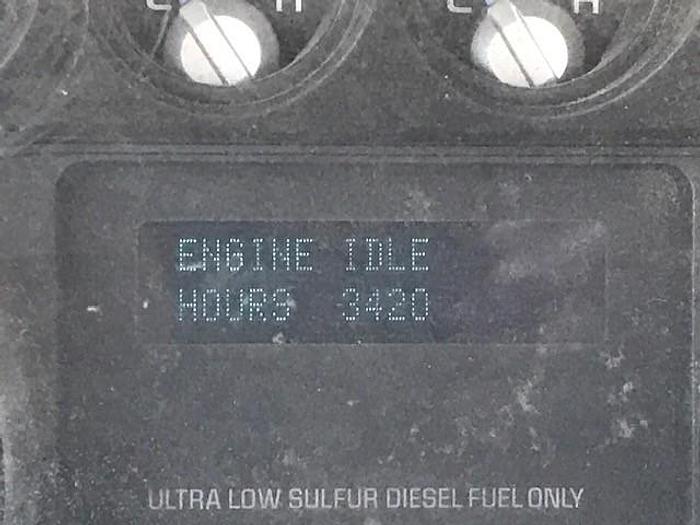 C H C H
ENGINE IDLE
HOURS 3420
ULTRA LOW SULFUR DIESEL FUEL ONLY